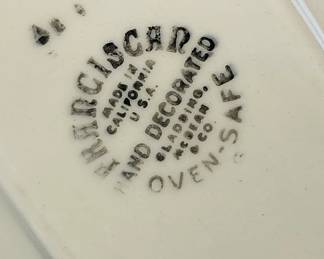 FRANCISCAN
MADE IN
CALIFORNIA
U.S.A.
HAND DECORATED
GLADDING,
MCBEAN
& CO.
OVEN-SAFE